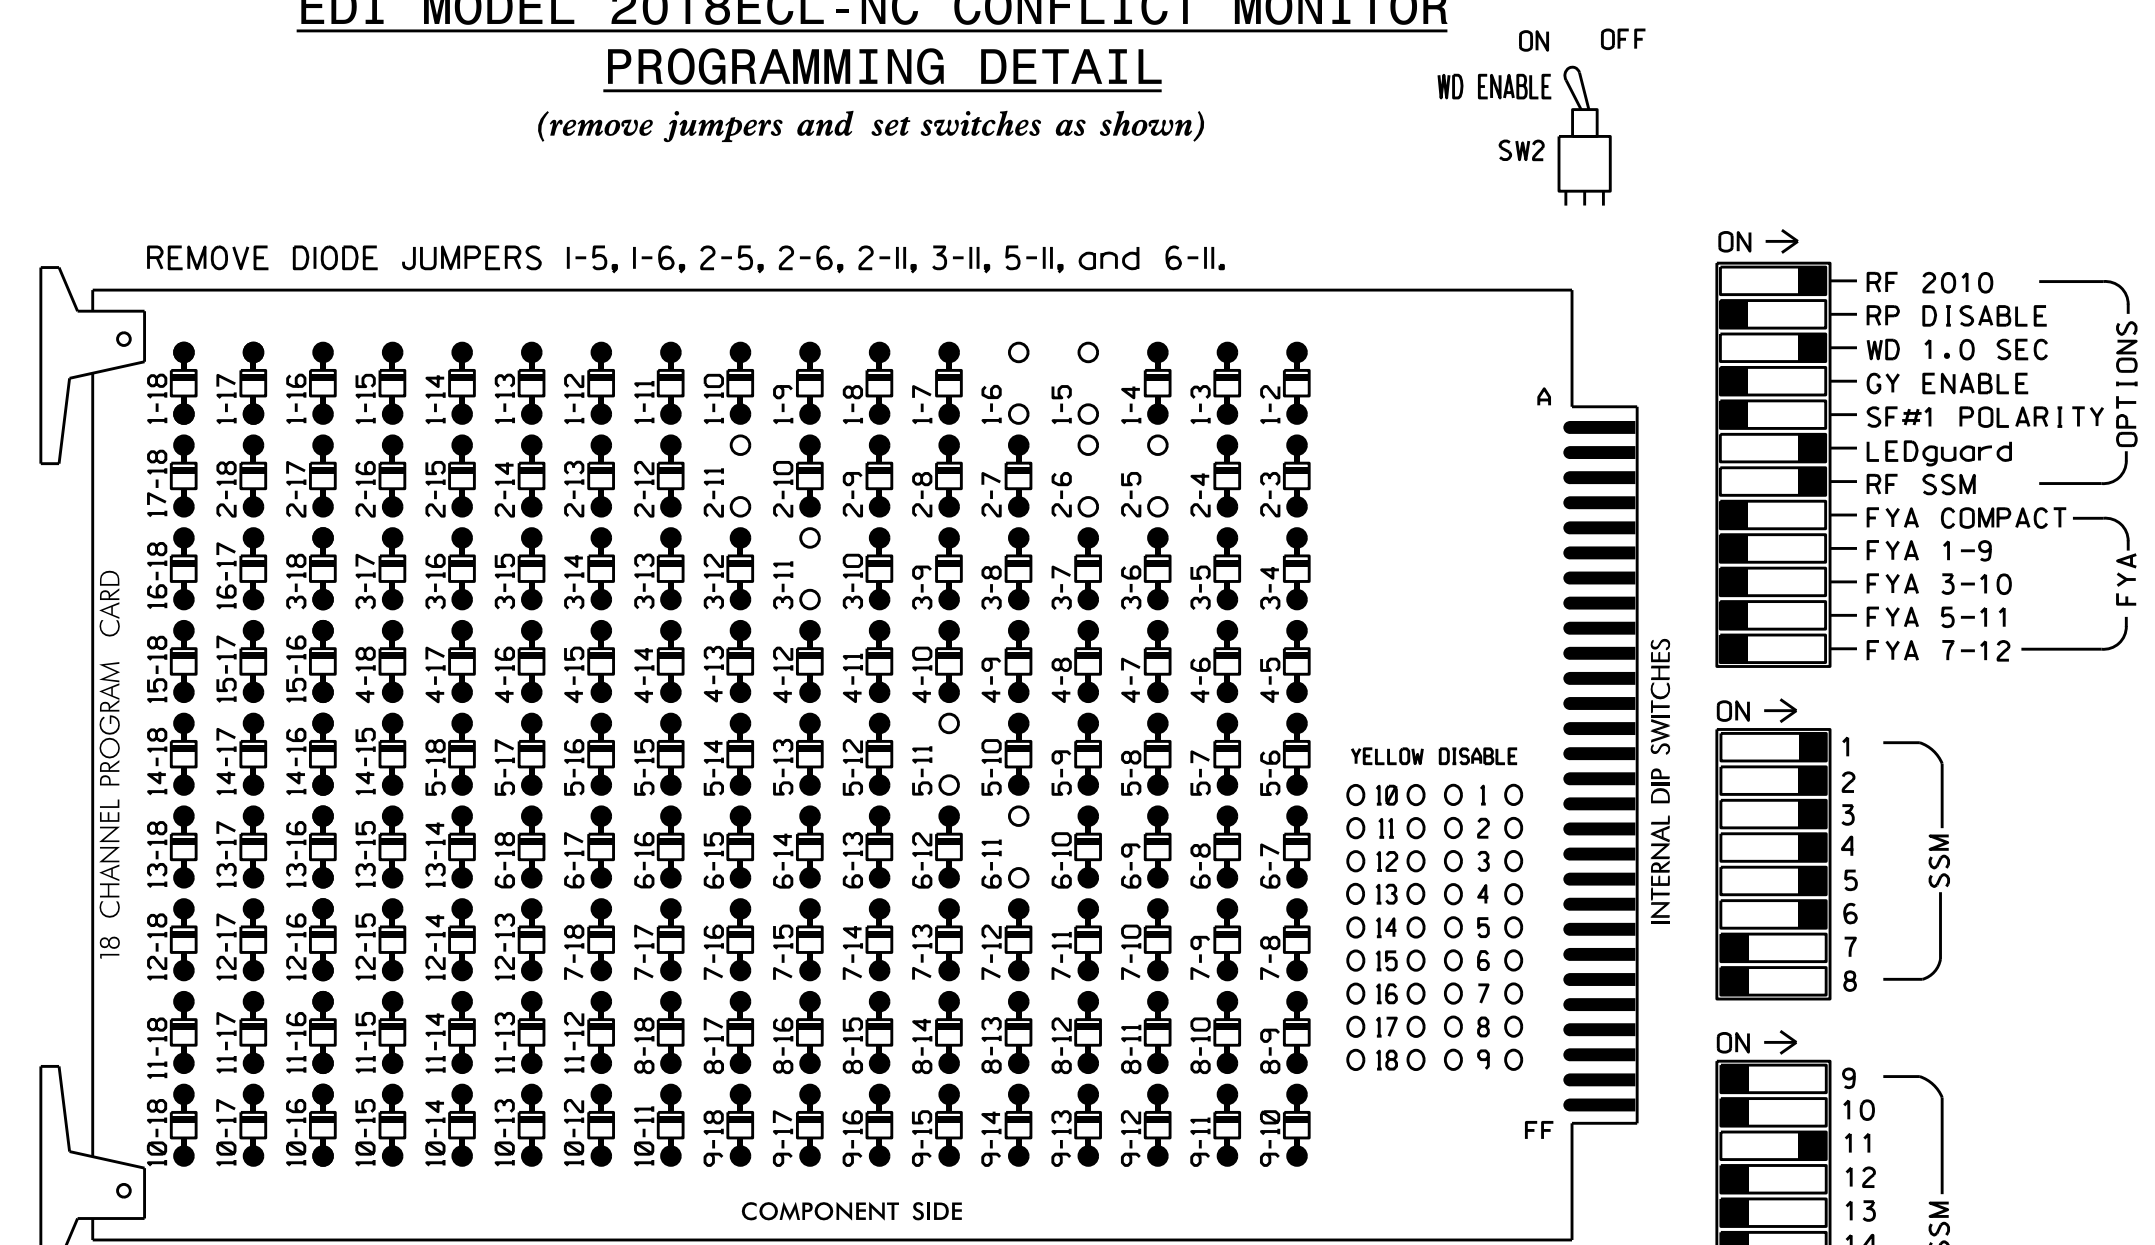 EDI MODEL 2018ECL-NC CONFLICT MONITOR
PROGRAMMING DETAIL
(remove jumpers and set switches as shown)
ON OFF
WD ENABLE
SW2
REMOVE DIODE JUMPERS 1-5, 1-6, 2-5, 2-6, 2-11, 3-11, 5-11, and 6-11.
18 CHANNEL PROGRAM CARD
1-18 1-17 1-16 1-15 1-14 1-13 1-12 1-11 1-10 1-9 1-8 1-7 1-6 1-5 1-4 1-3 1-2
17-18 2-18 2-17 2-16 2-15 2-14 2-13 2-12 2-11 2-10 2-9 2-8 2-7 2-6 2-5 2-4 2-3
16-18 16-17 3-18 3-17 3-16 3-15 3-14 3-13 3-12 3-11 3-10 3-9 3-8 3-7 3-6 3-5 3-4
15-18 15-17 15-16 4-18 4-17 4-16 4-15 4-14 4-13 4-12 4-11 4-10 4-9 4-8 4-7 4-6 4-5
14-18 14-17 14-16 14-15 5-18 5-17 5-16 5-15 5-14 5-13 5-12 5-11 5-10 5-9 5-8 5-7 5-6
13-18 13-17 13-16 13-15 13-14 6-18 6-17 6-16 6-15 6-14 6-13 6-12 6-11 6-10 6-9 6-8 6-7
12-18 12-17 12-16 12-15 12-14 12-13 7-18 7-17 7-16 7-15 7-14 7-13 7-12 7-11 7-10 7-9 7-8
11-18 11-17 11-16 11-15 11-14 11-13 11-12 8-18 8-17 8-16 8-15 8-14 8-13 8-12 8-11 8-10 8-9
10-18 10-17 10-16 10-15 10-14 10-13 10-12 10-11 9-18 9-17 9-16 9-15 9-14 9-13 9-12 9-11 9-10
COMPONENT SIDE
A
FF
YELLOW DISABLE
10 1
11 2
12 3
13 4
14 5
15 6
16 7
17 8
18 9
INTERNAL DIP SWITCHES
ON
RF 2010
RP DISABLE
WD 1.0 SEC
GY ENABLE
SF#1 POLARITY
LEDguard
RF SSM
OPTIONS
FYA COMPACT
FYA 1-9
FYA 3-10
FYA 5-11
FYA 7-12
FYA
ON
1
2
3
4
5
6
7
8
SSM
ON
9
10
11
12
13
14
SSM